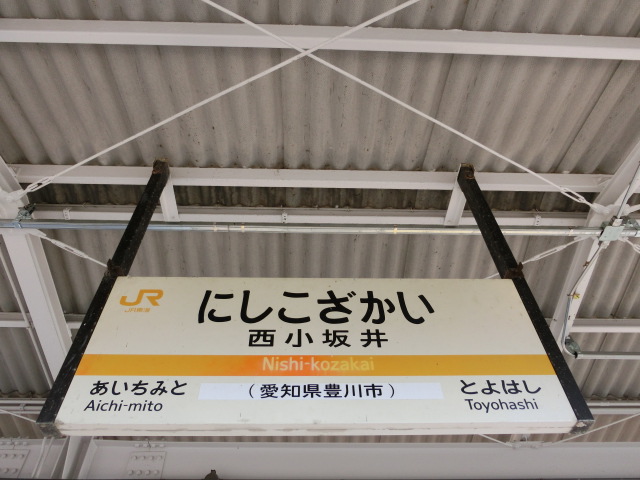 JR
JR東海
にしこざかい
西小坂井
Nishi-kozakai
あいちみと
Aichi-mito
(愛知県豊川市)
とよはし
Toyohashi